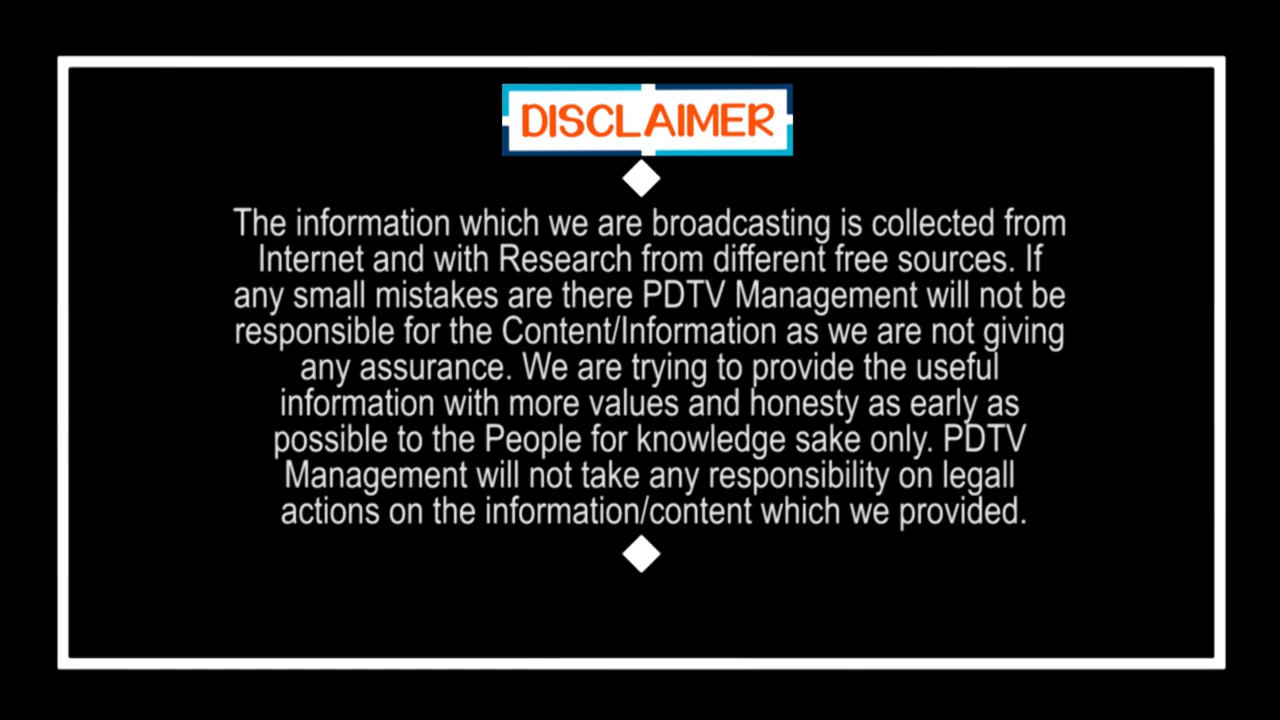 DISCLAIMER
The information which we are broadcasting is collected from
Internet and with Research from different free sources. If
any small mistakes are there PDTV Management will not be
responsible for the Content/Information as we are not giving
any assurance. We are trying to provide the useful
information with more values and honesty as early as
possible to the People for knowledge sake only. PDTV
Management will not take any responsibility on legall
actions on the information/content which we provided.